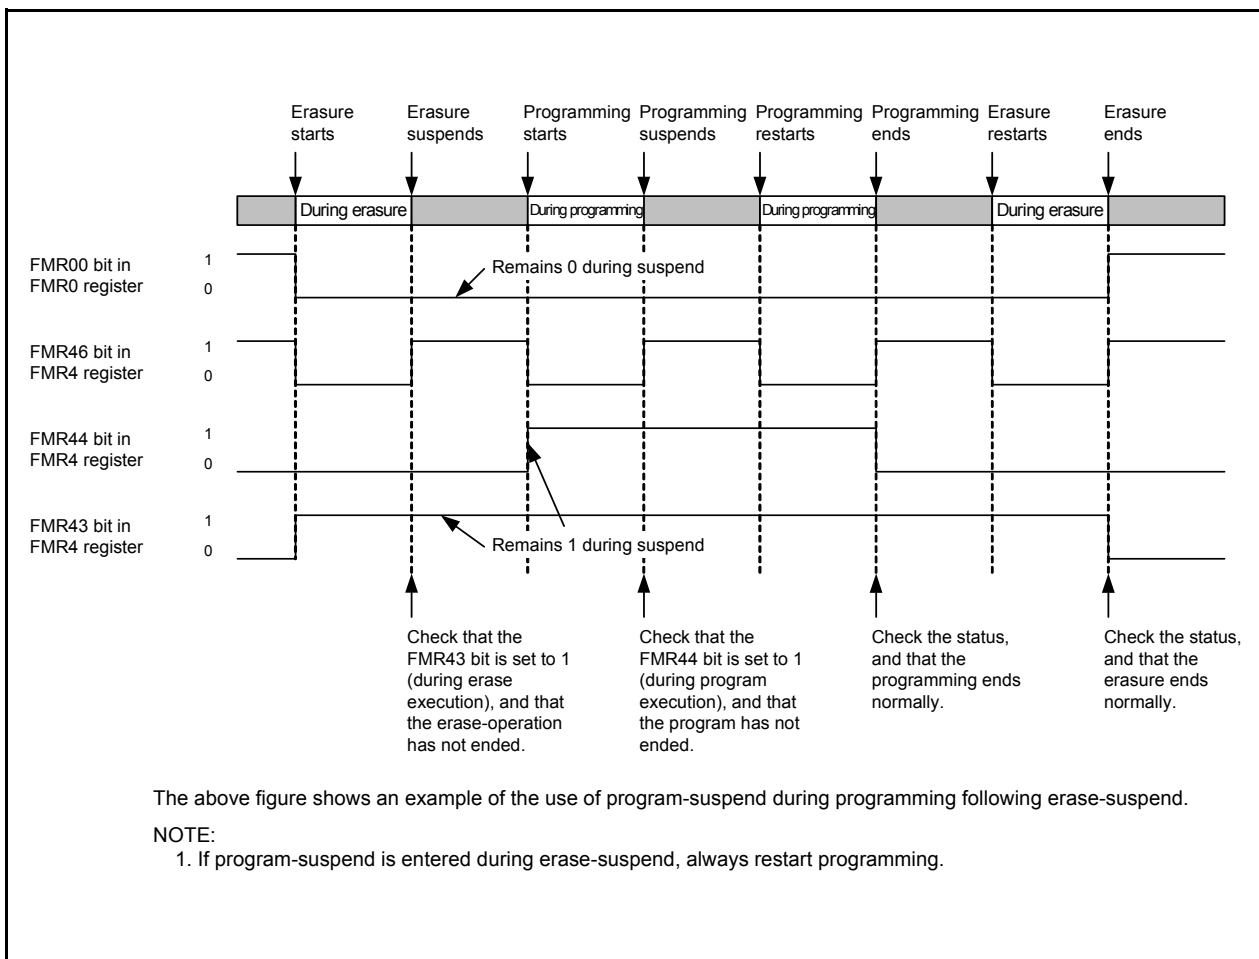 Erasure starts
Erasure suspends
Programming starts
Programming suspends
Programming restarts
Programming ends
Erasure restarts
Erasure ends
During erasure
During programming
During programming
During erasure
FMR00 bit in
FMR0 register
1
0
Remains 0 during suspend
FMR46 bit in
FMR4 register
1
0
FMR44 bit in
FMR4 register
1
0
FMR43 bit in
FMR4 register
1
0
Remains 1 during suspend
Check that the
FMR43 bit is set to 1
(during erase
execution), and that
the erase-operation
has not ended.
Check that the
FMR44 bit is set to 1
(during program
execution), and that
the program has not
ended.
Check the status,
and that the
programming ends
normally.
Check the status,
and that the
erasure ends
normally.
The above figure shows an example of the use of program-suspend during programming following erase-suspend.
NOTE:
1. If program-suspend is entered during erase-suspend, always restart programming.